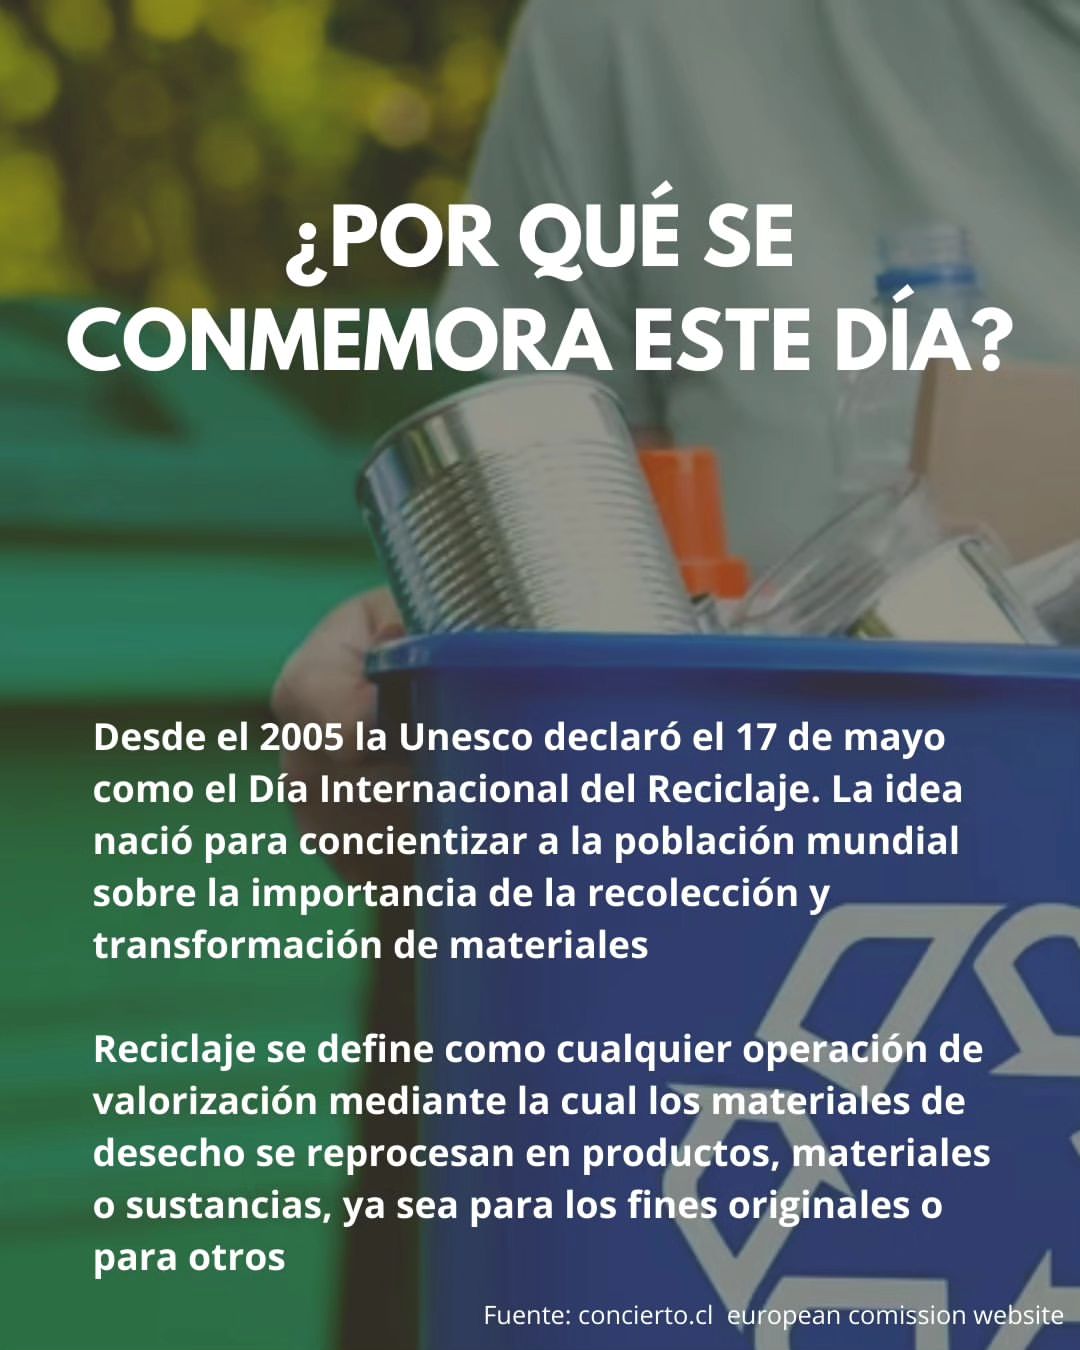 ¿POR QUÉ SE
CONMEMORA ESTE DÍA?
Desde el 2005 la Unesco declaró el 17 de mayo
como el Día Internacional del Reciclaje. La idea
nació para concientizar a la población mundial
sobre la importancia de la recolección y
transformación de materiales
Reciclaje se define como cualquier operación de
valorización mediante la cual los materiales de
desecho se reprocesan en productos, materiales
o sustancias, ya sea para los fines originales o
para otros
Fuente: concierto.cl  european comission website